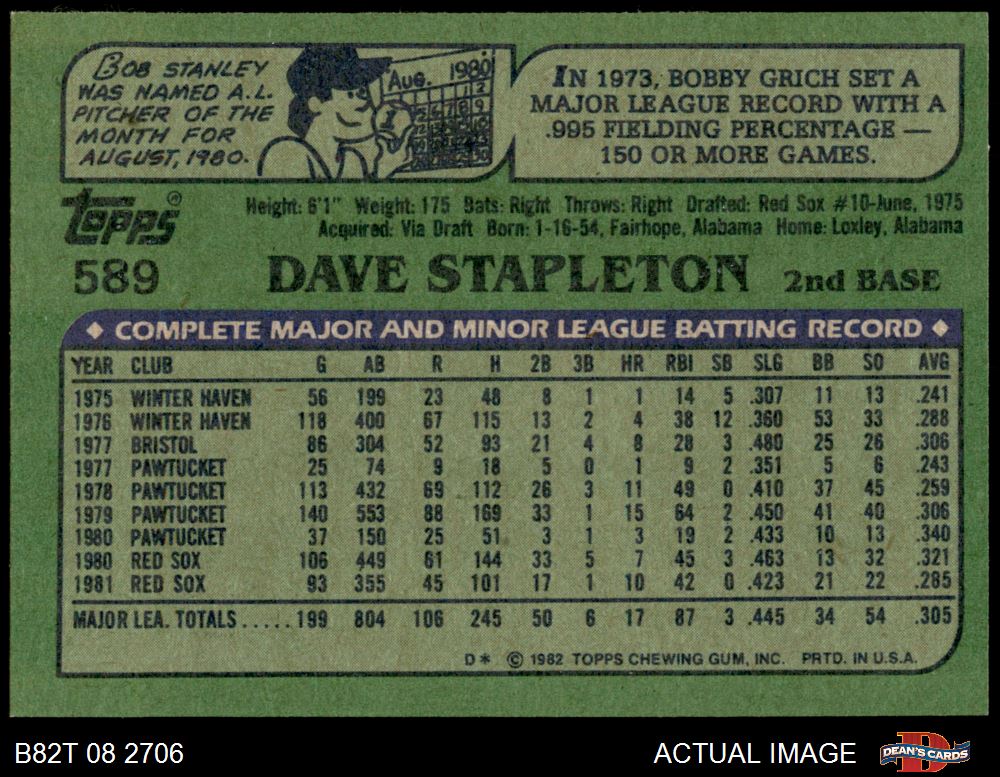 BOB STANLEY
WAS NAMED A.L.
PITCHER OF THE
MONTH FOR
AUGUST, 1980.
Aug. 1980
IN 1973, BOBBY GRICH SET A
MAJOR LEAGUE RECORD WITH A
.995 FIELDING PERCENTAGE —
150 OR MORE GAMES.
topps®
Height: 6'1" Weight: 175 Bats: Right Throws: Right Drafted: Red Sox #10-June, 1975
Acquired: Via Draft Born: 1-16-54, Fairhope, Alabama Home: Loxley, Alabama
589 DAVE STAPLETON 2nd BASE
♦ COMPLETE MAJOR AND MINOR LEAGUE BATTING RECORD ♦
YEAR CLUB G AB R H 2B 3B HR RBI SB SLG BB SO AVG
1975 WINTER HAVEN 56 199 23 48 8 1 1 14 5 .307 11 13 .241
1976 WINTER HAVEN 118 400 67 115 13 2 4 38 12 .360 53 33 .288
1977 BRISTOL 86 304 52 93 21 4 8 28 3 .480 25 26 .306
1977 PAWTUCKET 25 74 9 18 5 0 1 9 2 .351 5 6 .243
1978 PAWTUCKET 113 432 69 112 26 3 11 49 0 .410 37 45 .259
1979 PAWTUCKET 140 553 88 169 33 1 15 64 2 .450 41 40 .306
1980 PAWTUCKET 37 150 25 51 3 1 3 19 2 .433 10 13 .340
1980 RED SOX 106 449 61 144 33 5 7 45 3 .463 13 32 .321
1981 RED SOX 93 355 45 101 17 1 10 42 0 .423 21 22 .285
MAJOR LEA. TOTALS.....199 804 106 245 50 6 17 87 3 .445 34 54 .305
D* © 1982 TOPPS CHEWING GUM, INC. PRTD. IN U.S.A.
B82T 08 2706 ACTUAL IMAGE DEAN'S CARDS